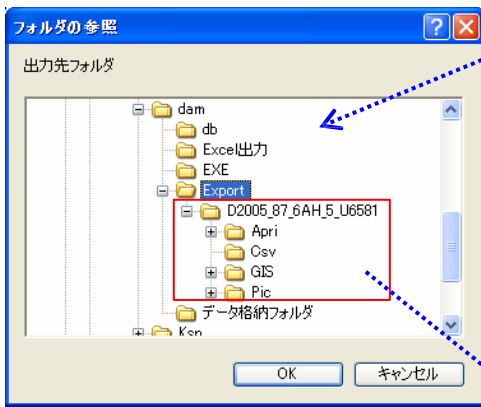 フォルダの参照
出力先フォルダ
dam
db
Excel出力
EXE
Export
D2005_87_6AH_5_U6581
Apri
Csv
GIS
Pic
データ格納フォルダ
Ksn
OK
キャンセル